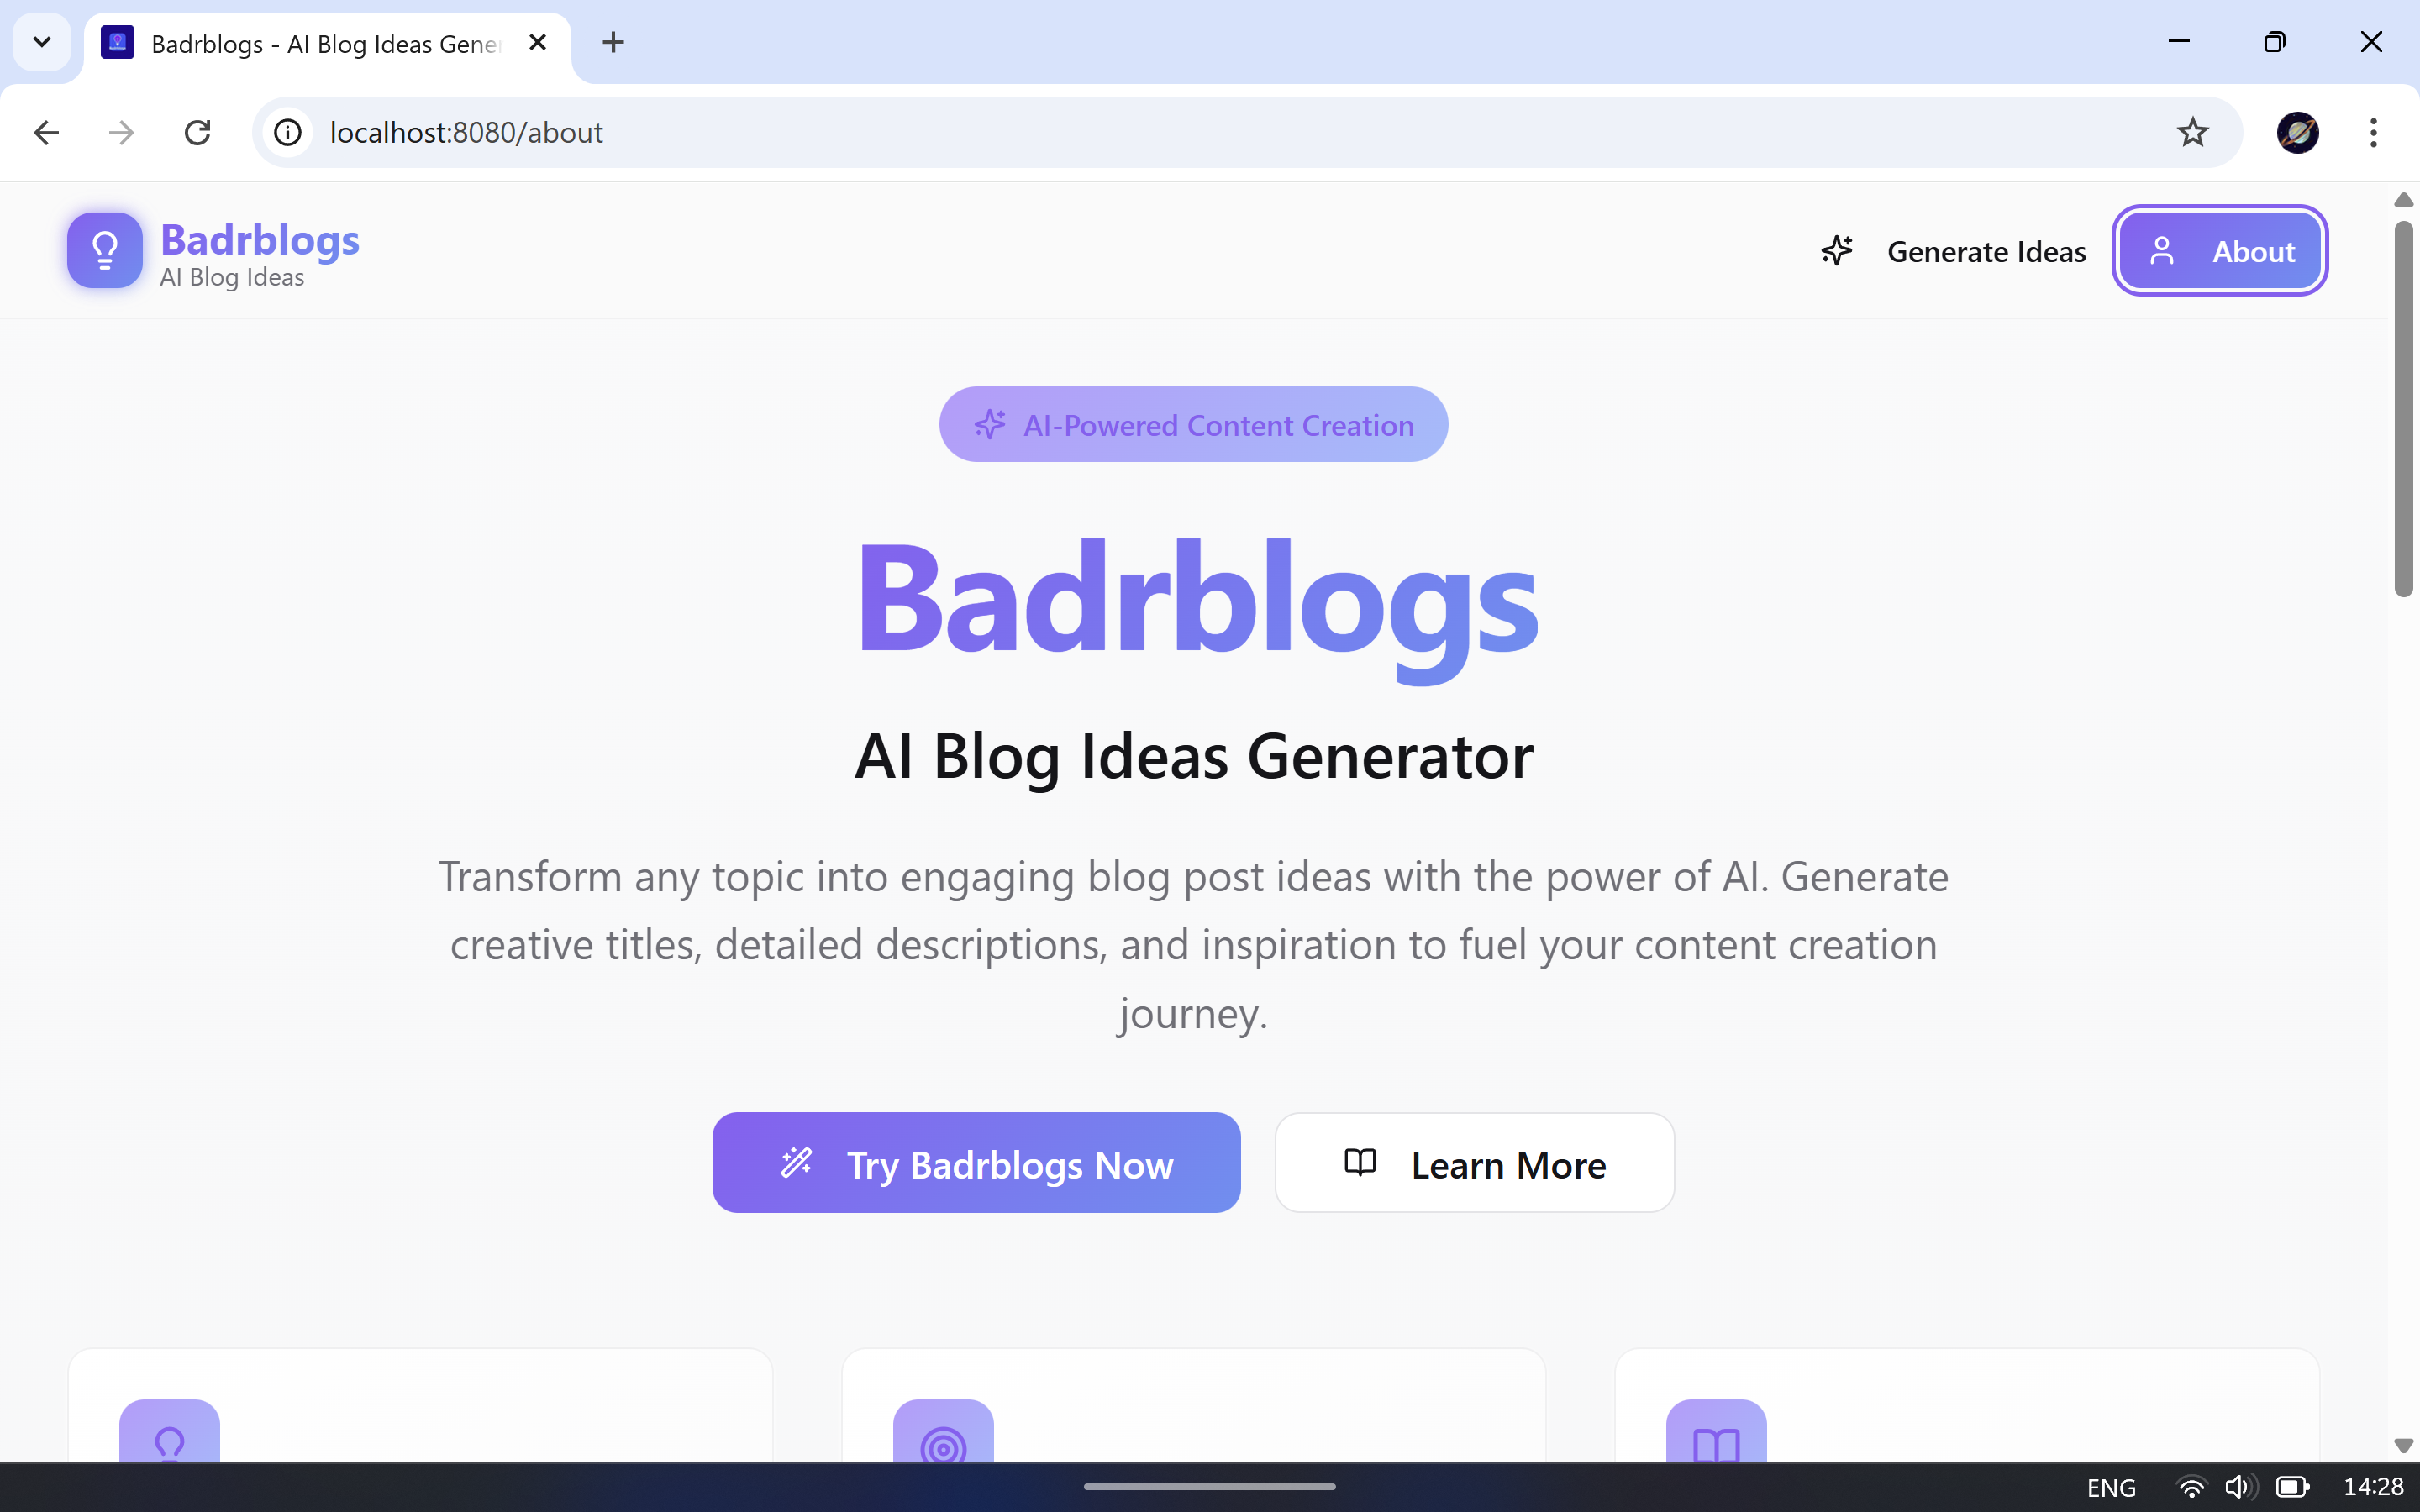 Badrblogs - AI Blog Ideas Gener
localhost:8080/about
Badrblogs
AI Blog Ideas
Generate Ideas
About
AI-Powered Content Creation
Badrblogs
AI Blog Ideas Generator
Transform any topic into engaging blog post ideas with the power of AI. Generate
creative titles, detailed descriptions, and inspiration to fuel your content creation
journey.
Try Badrblogs Now
Learn More
ENG
14:28